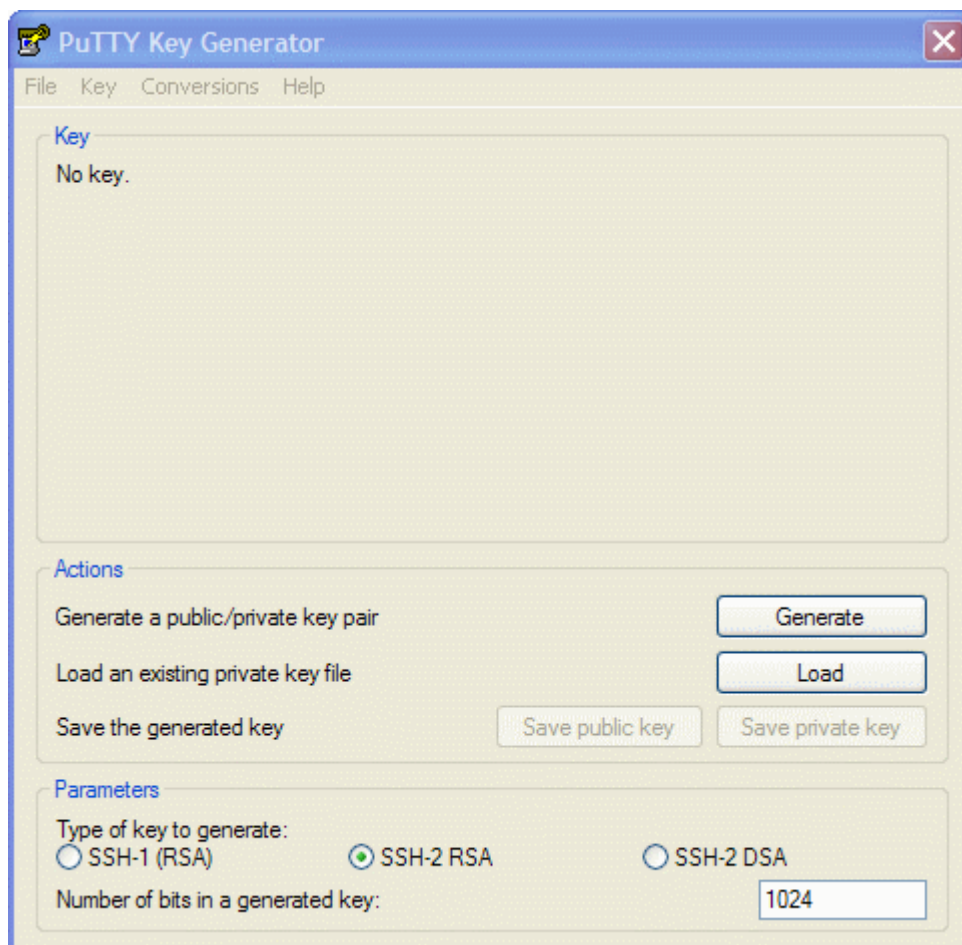 PuTTY Key Generator
File Key Conversions Help
Key
No key.
Actions
Generate a public/private key pair Generate
Load an existing private key file Load
Save the generated key Save public key Save private key
Parameters
Type of key to generate:
SSH-1 (RSA) SSH-2 RSA SSH-2 DSA
Number of bits in a generated key: 1024